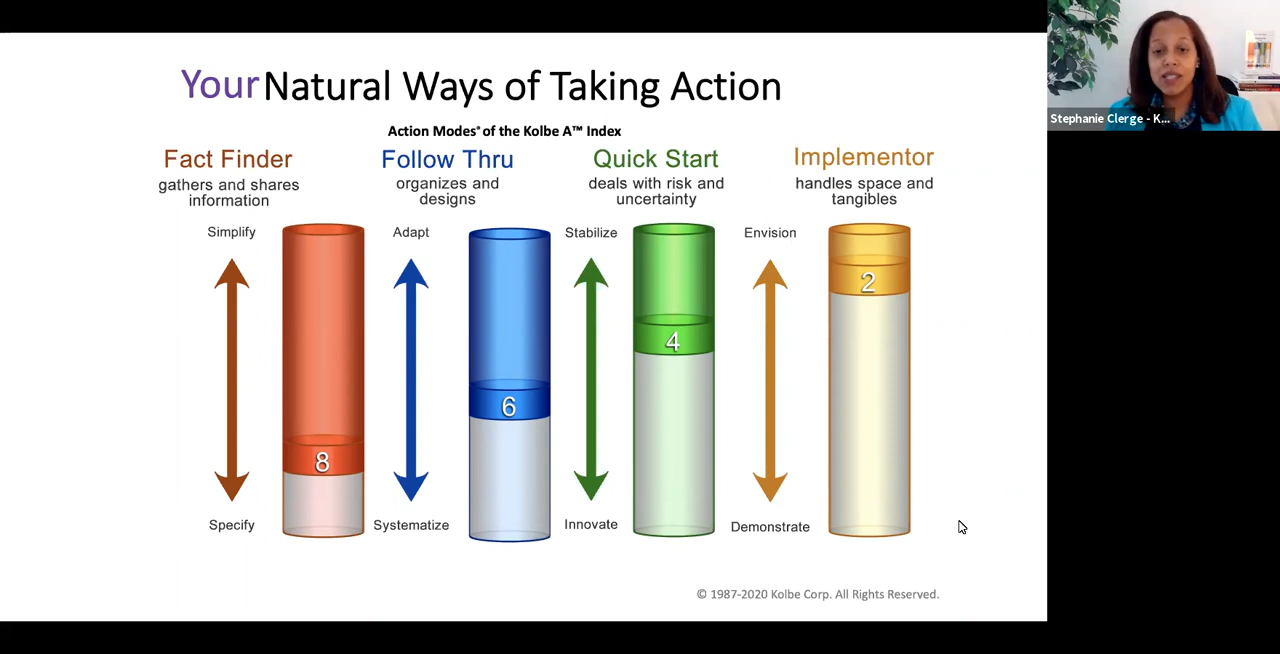 Your Natural Ways of Taking Action
Action Modes® of the Kolbe A™ Index
Fact Finder
gathers and shares
information
Follow Thru
organizes and
designs
Quick Start
deals with risk and
uncertainty
Implementor
handles space and
tangibles
Simplify
Adapt
Stabilize
Envision
8
6
4
2
Specify
Systematize
Innovate
Demonstrate
© 1987-2020 Kolbe Corp. All Rights Reserved.
Stephanie Clerge - K...